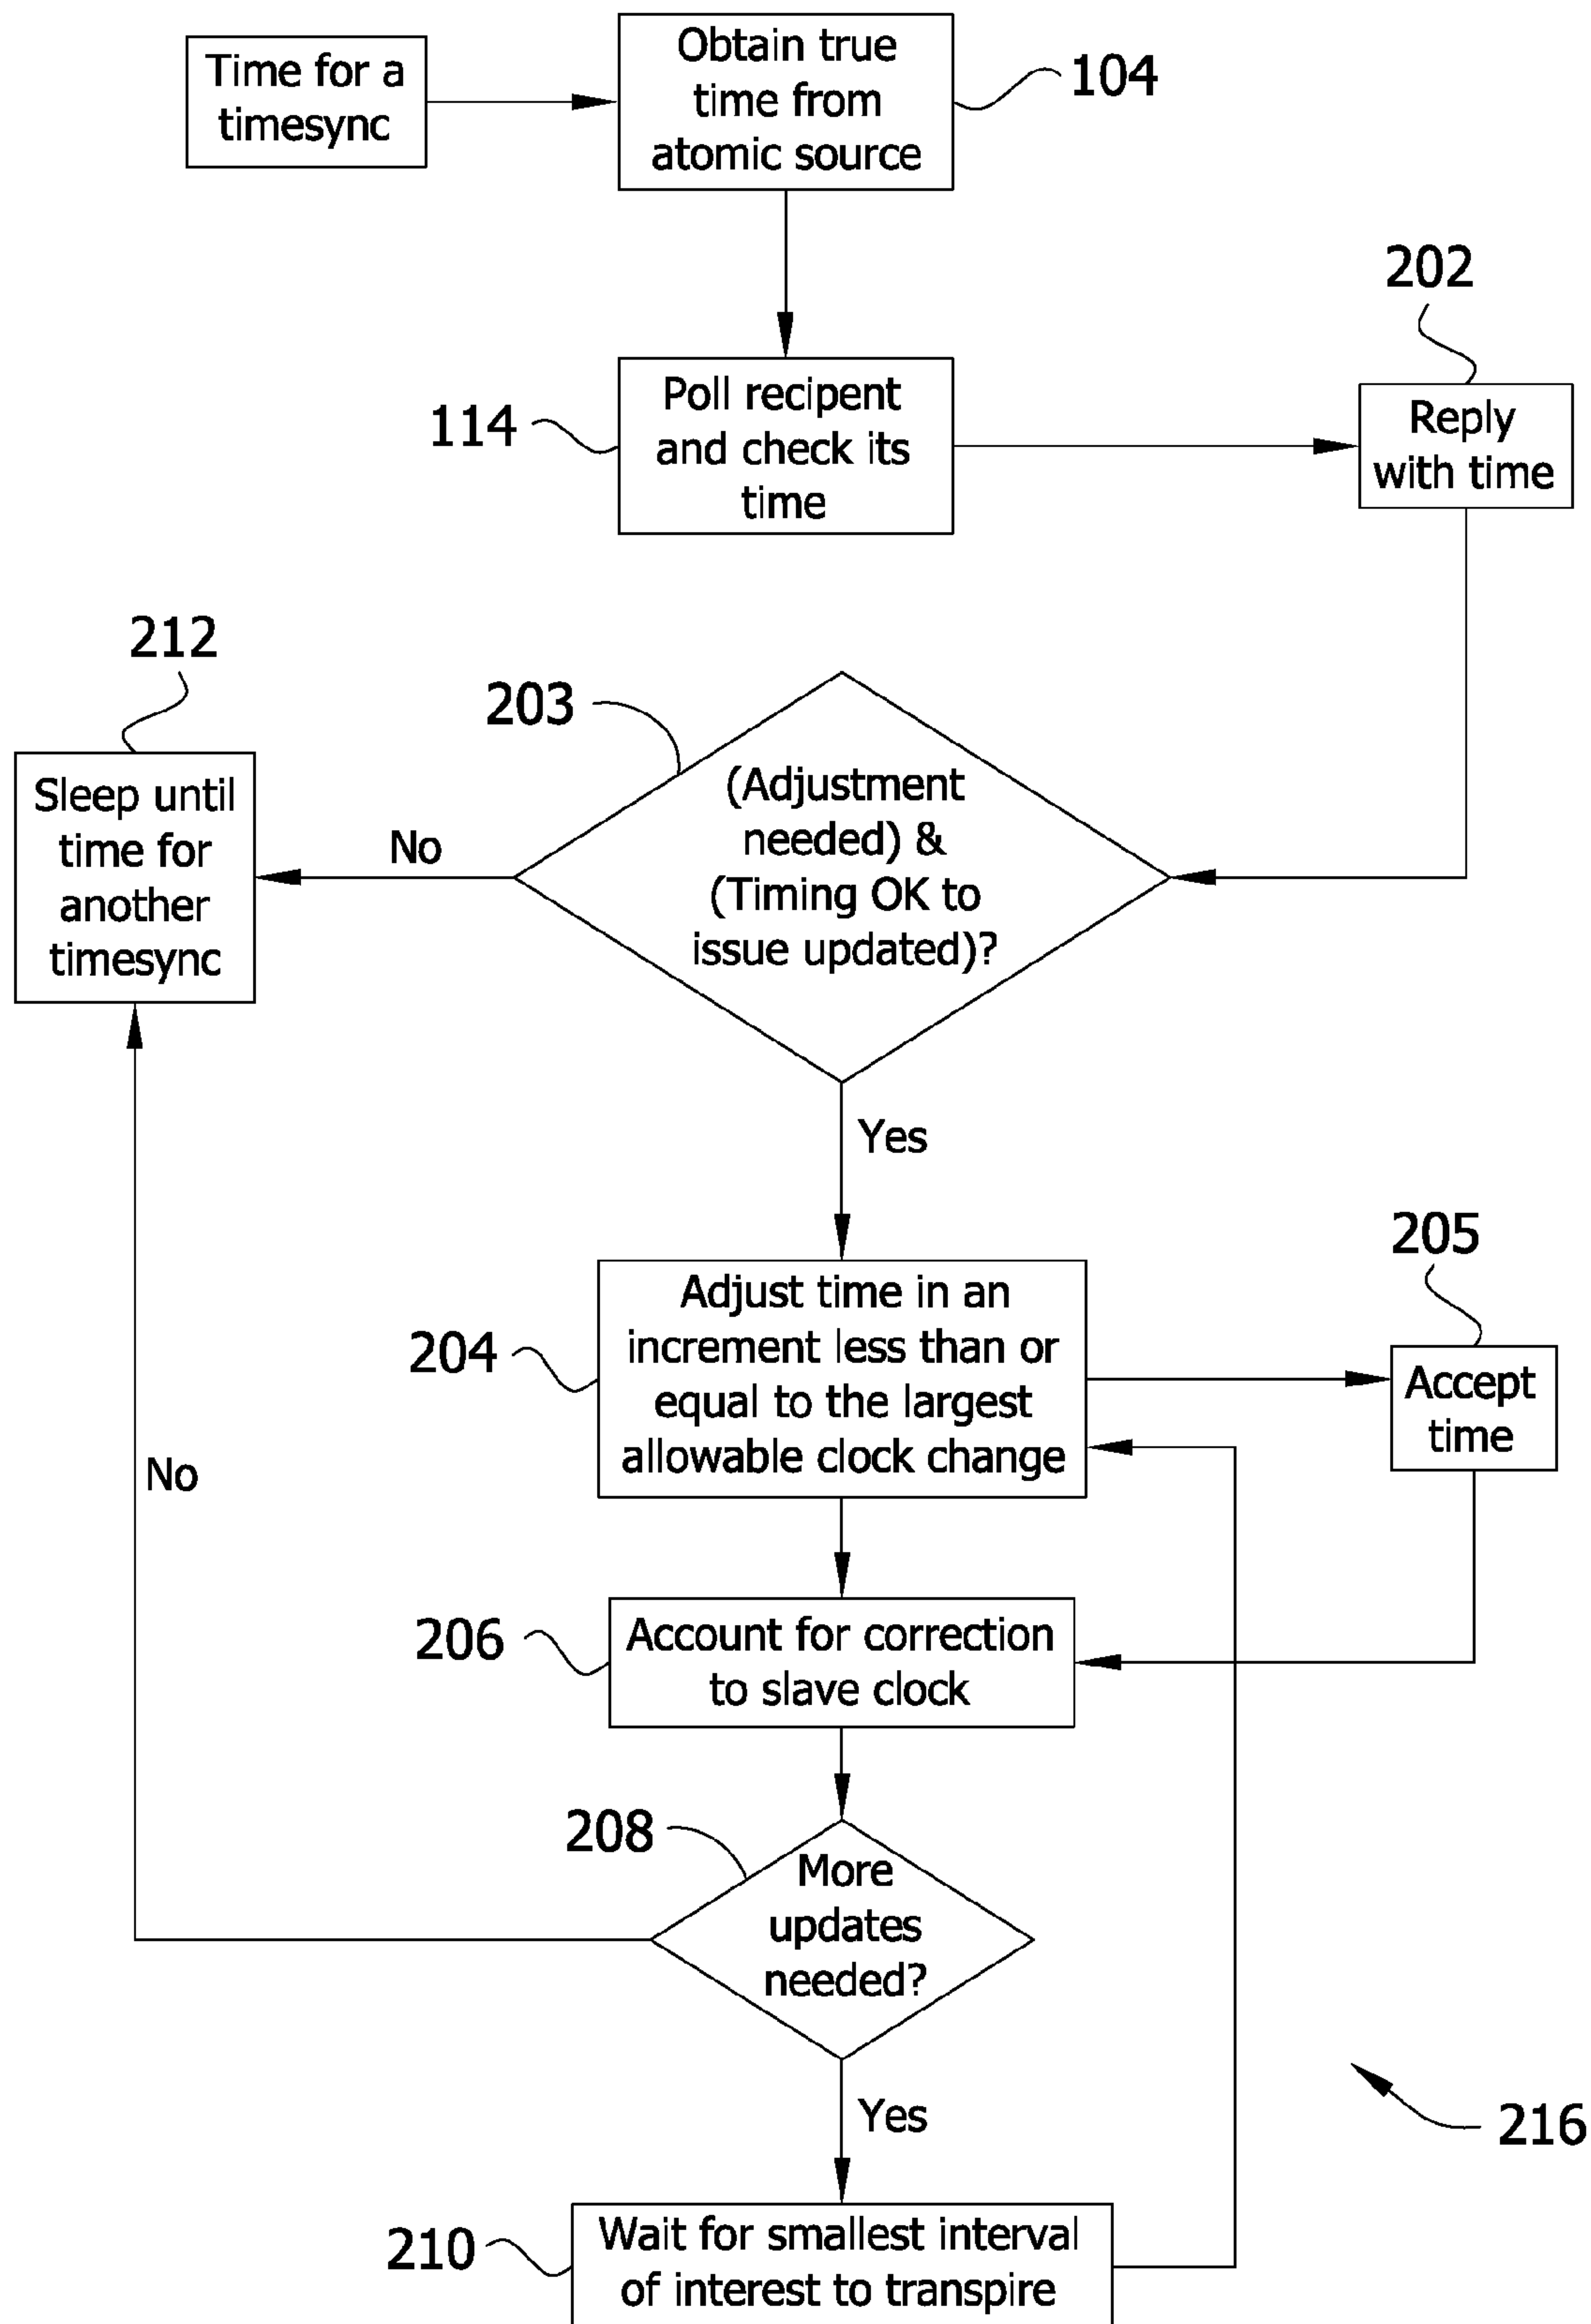 Time for a
timesync
Obtain true
time from
atomic source
104
114
Poll recipent
and check its
time
202
Reply
with time
212
Sleep until
time for
another
timesync
No
203
(Adjustment
needed) &
(Timing OK to
issue updated)?
Yes
204
Adjust time in an
increment less than or
equal to the largest
allowable clock change
205
Accept
time
No
206
Account for correction
to slave clock
208
More
updates
needed?
Yes
216
210
Wait for smallest interval
of interest to transpire